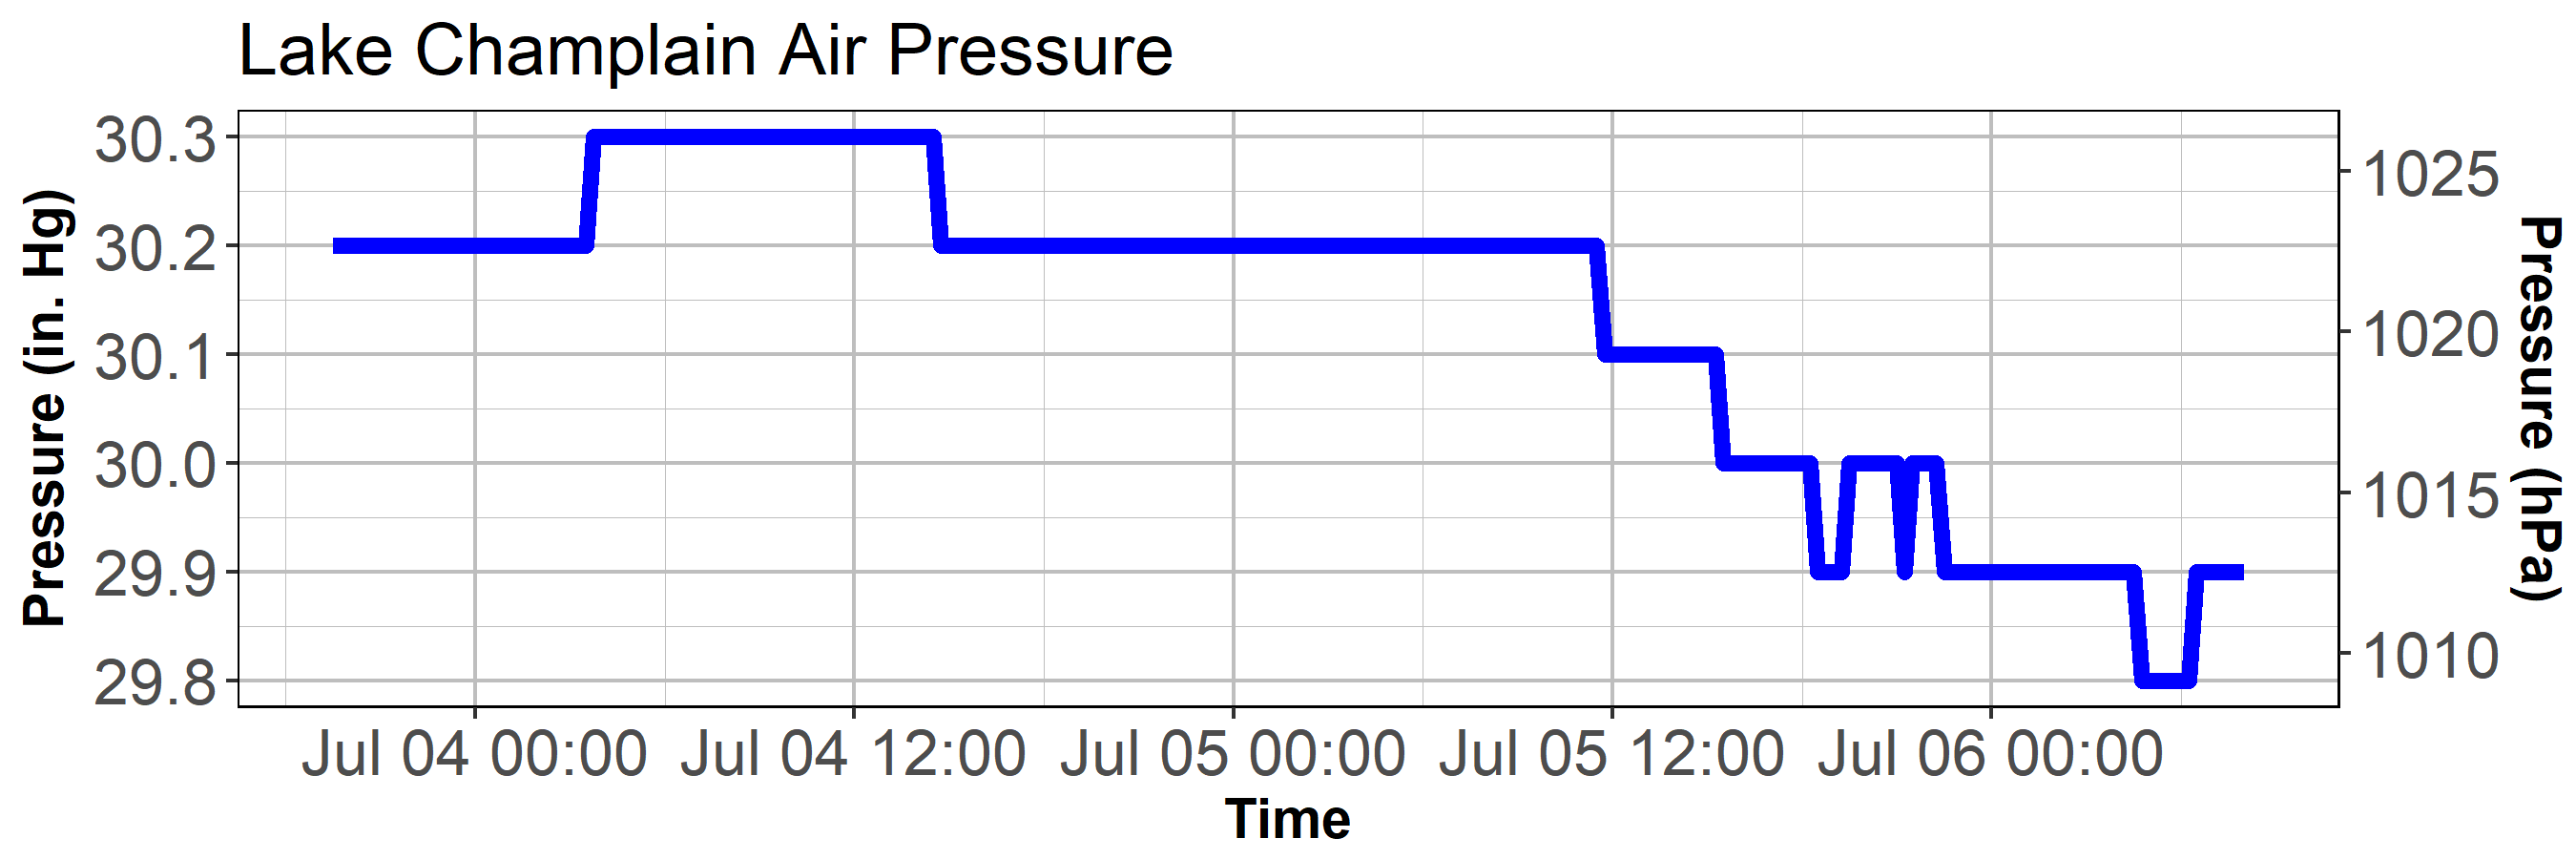 Lake Champlain Air Pressure
Pressure (in. Hg)
30.3
30.2
30.1
30.0
29.9
29.8
1025
1020
1015
1010
Pressure (hPa)
Jul 04 00:00 Jul 04 12:00 Jul 05 00:00 Jul 05 12:00 Jul 06 00:00
Time